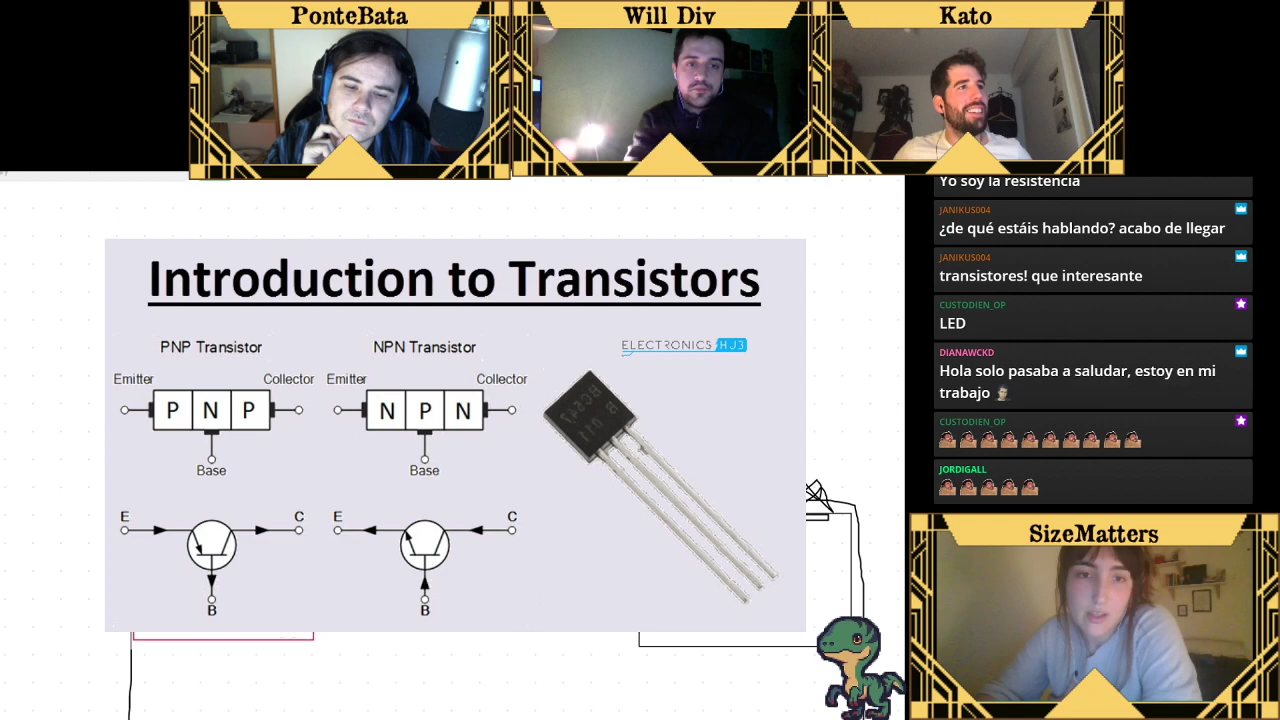 PonteBata
Will Div
Kato
Yo soy la resistencia
JANIKUS004
¿de qué estáis hablando? acabo de llegar
JANIKUS004
transistores! que interesante
CUSTODIEN_OP
LED
DIANAWCKD
Hola solo pasaba a saludar, estoy en mi
trabajo
CUSTODIEN_OP
JORDIGALL
SizeMatters
Introduction to Transistors
ELECTRONICS HJ3
PNP Transistor
NPN Transistor
Emitter
Collector
Emitter
Collector
P N P
N P N
Base
Base
BC547
B
E
C
E
C
B
B